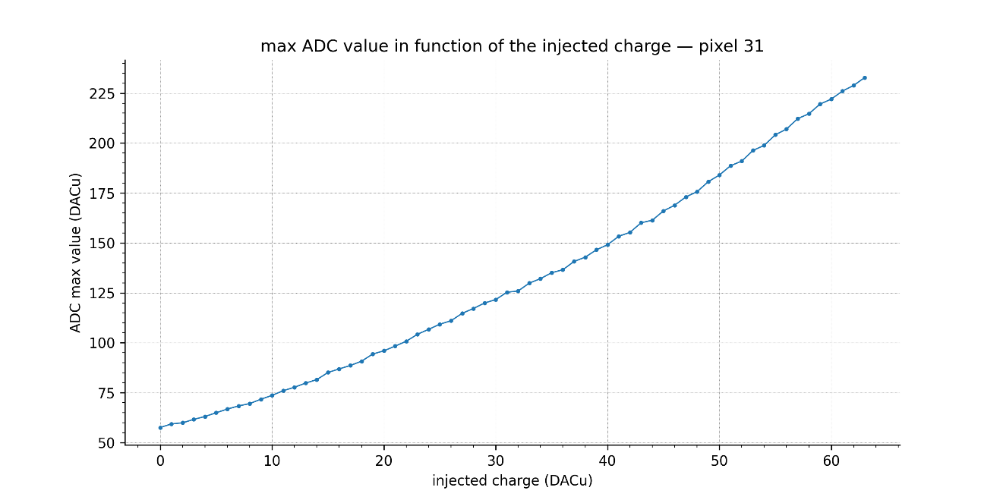 max ADC value in function of the injected charge — pixel 31
225
200
175
150
125
100
75
50
ADC max value (DACu)
0 10 20 30 40 50 60
injected charge (DACu)